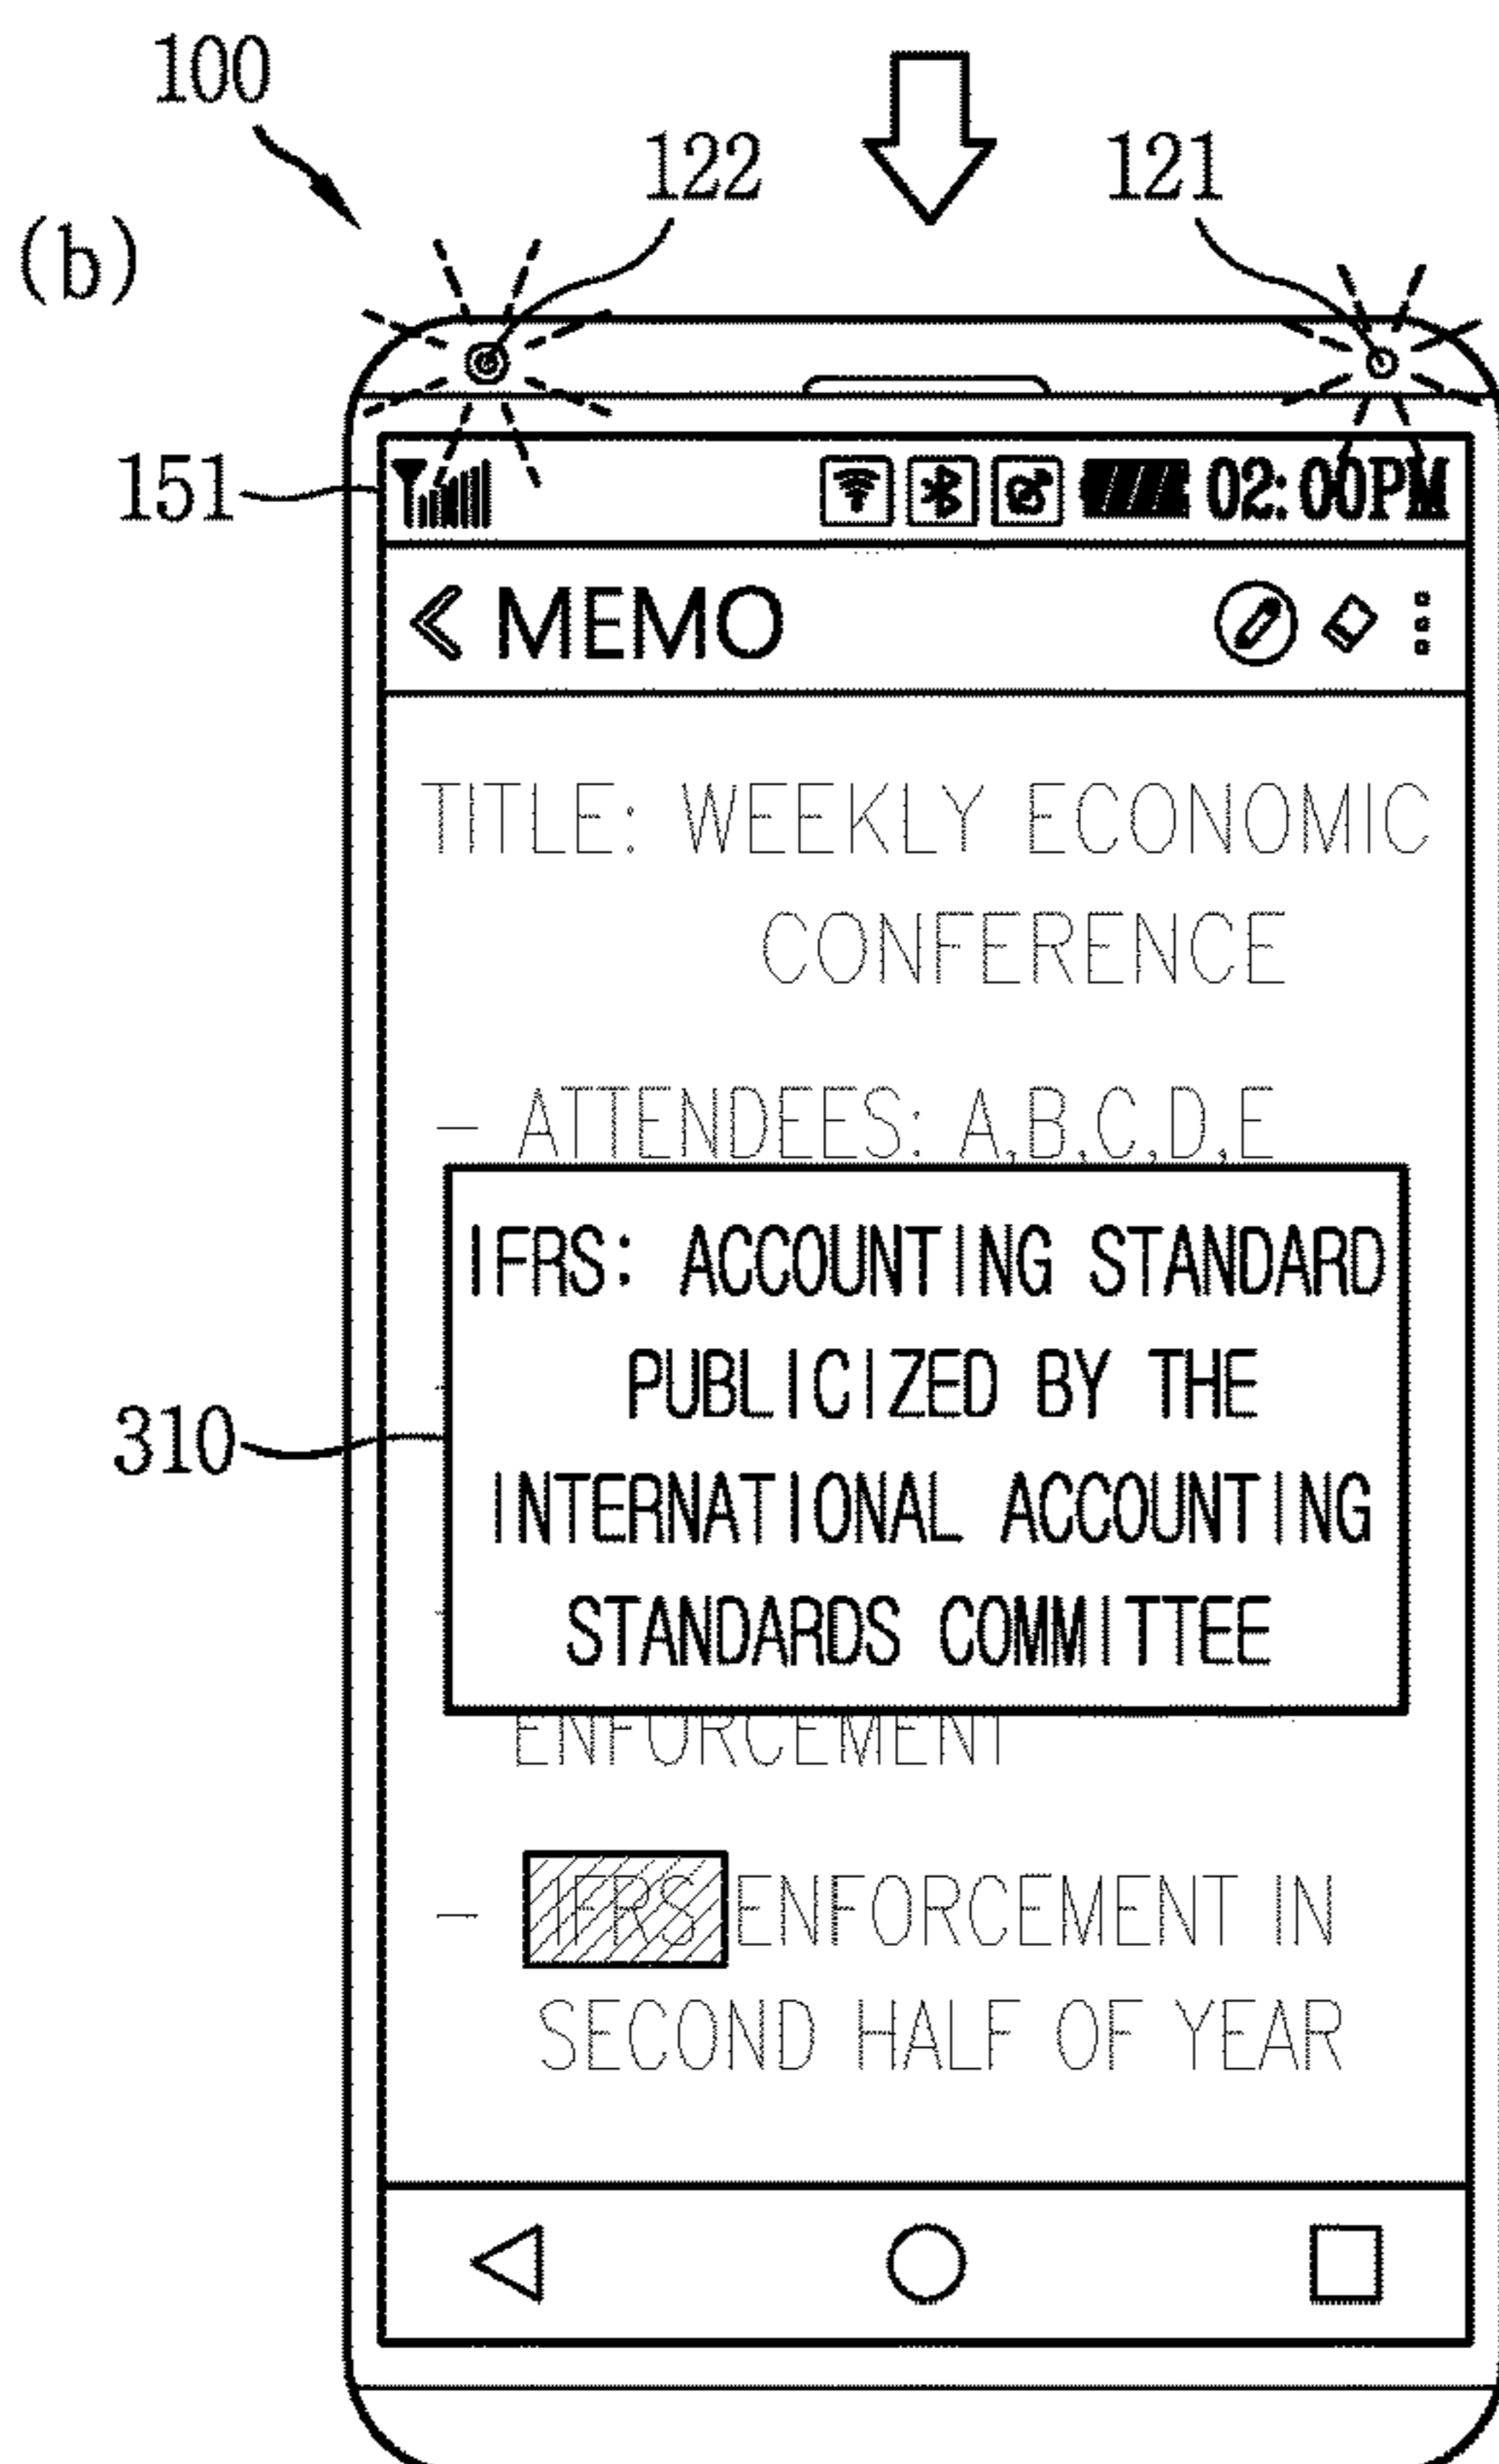 100
122
121
(b)
151
02:00PM
MEMO
TITLE: WEEKLY ECONOMIC
CONFERENCE
- ATTENDEES: A,B,C,D,E
IFRS: ACCOUNTING STANDARD
PUBLICIZED BY THE
310
INTERNATIONAL ACCOUNTING
STANDARDS COMMITTEE
ENFORCEMENT
- IFRS ENFORCEMENT IN
SECOND HALF OF YEAR